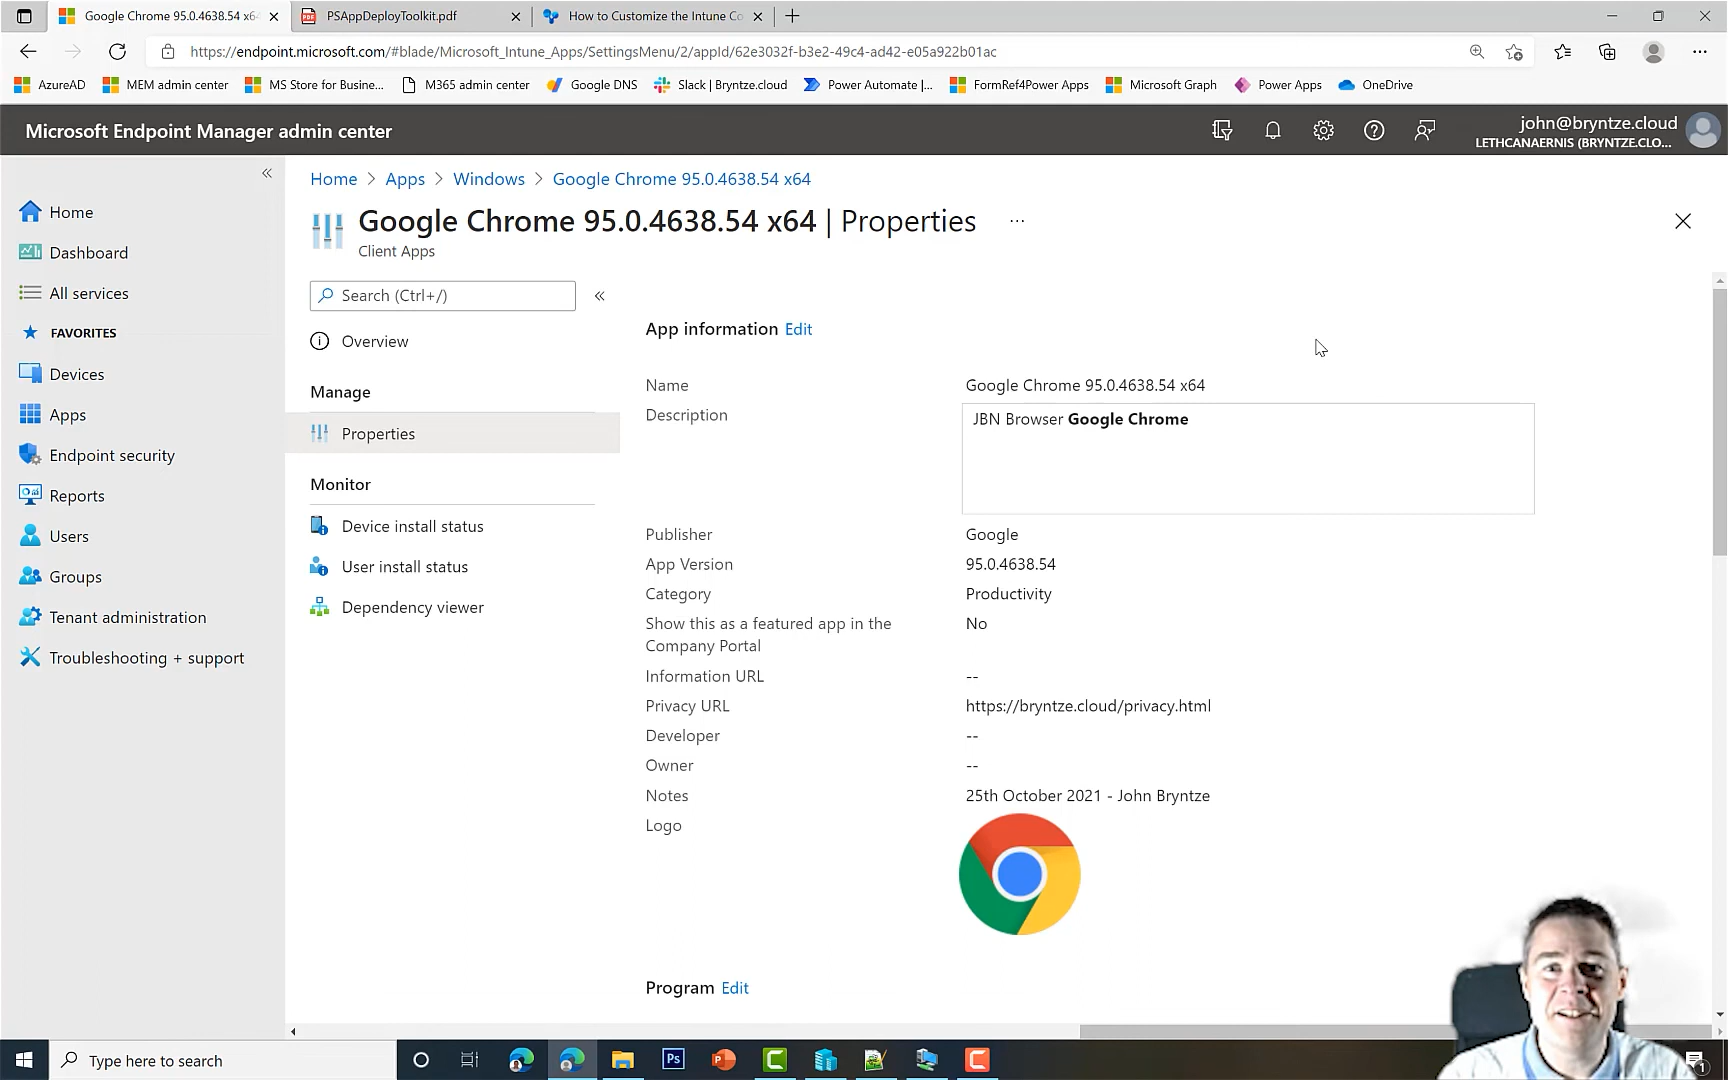 Google Chrome 95.0.4638.54 x64
PSAppDeployToolkit.pdf
How to Customize the Intune Co
https://endpoint.microsoft.com/#blade/Microsoft_Intune_Apps/SettingsMenu/2/appId/62e3032f-b3e2-49c4-ad42-e05a922b01ac
AzureAD
MEM admin center
MS Store for Busine...
M365 admin center
Google DNS
Slack | Bryntze.cloud
Power Automate |...
FormRef4Power Apps
Microsoft Graph
Power Apps
OneDrive
Microsoft Endpoint Manager admin center
john@bryntze.cloud
LETHCANAERNIS (BRYNTZE.CLO...
Home > Apps > Windows > Google Chrome 95.0.4638.54 x64
Google Chrome 95.0.4638.54 x64 | Properties ...
Client Apps
Home
Dashboard
All services
FAVORITES
Devices
Apps
Endpoint security
Reports
Users
Groups
Tenant administration
Troubleshooting + support
Search (Ctrl+/)
Overview
Manage
Properties
Monitor
Device install status
User install status
Dependency viewer
App information Edit
Name Google Chrome 95.0.4638.54 x64
Description JBN Browser Google Chrome
Publisher Google
App Version 95.0.4638.54
Category Productivity
Show this as a featured app in the No
Company Portal
Information URL --
Privacy URL https://bryntze.cloud/privacy.html
Developer --
Owner --
Notes 25th October 2021 - John Bryntze
Logo
Program Edit
Type here to search
Ps
1